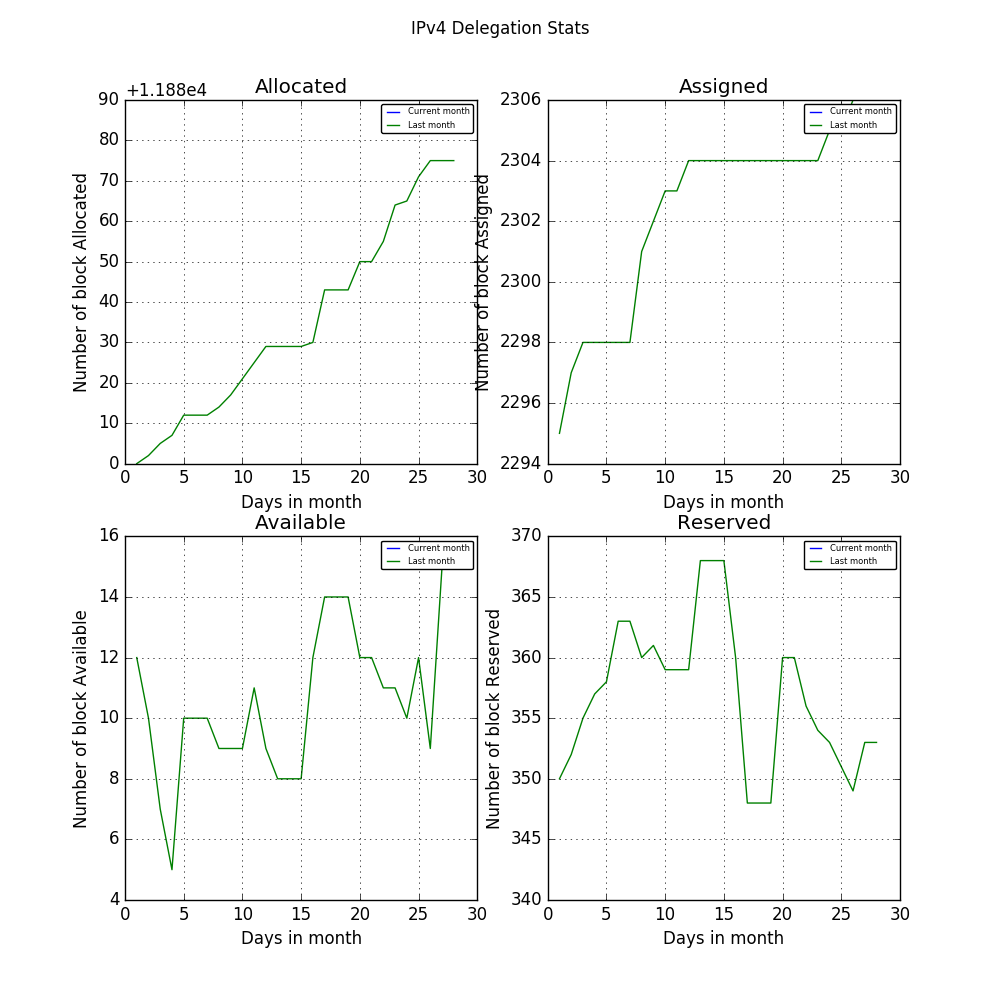 IPv4 Delegation Stats
Allocated
+1.188e4
Current month
Last month
Number of block Allocated
90
80
70
60
50
40
30
20
10
0
0 5 10 15 20 25 30
Days in month
Assigned
Current month
Last month
Number of block Assigned
2306
2304
2302
2300
2298
2296
2294
0 5 10 15 20 25 30
Days in month
Available
Current month
Last month
Number of block Available
16
14
12
10
8
6
4
0 5 10 15 20 25 30
Days in month
Reserved
Current month
Last month
Number of block Reserved
370
365
360
355
350
345
340
0 5 10 15 20 25 30
Days in month